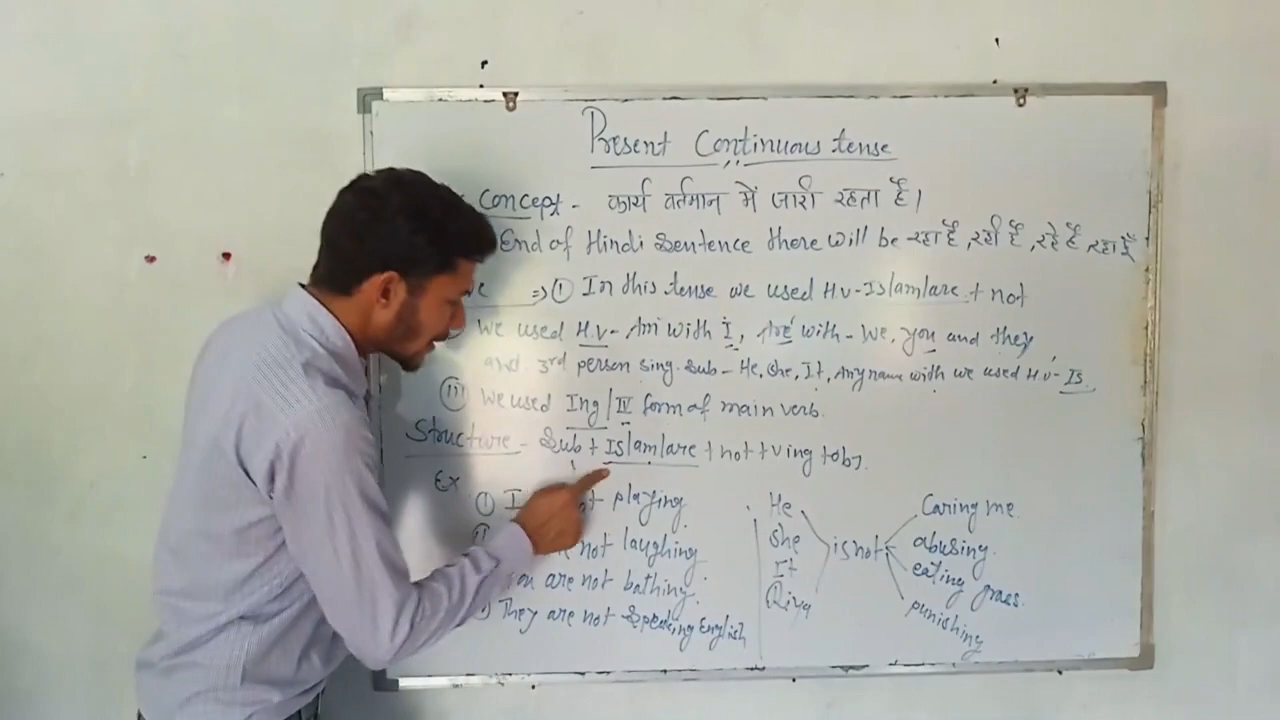 Present Continuous tense
Concept - कार्य वर्तमान में जारी रहता है।
End of Hindi Sentence there will be रहा है, रही है, रहे हैं, रहा हूँ
⇒ (I) In this tense we used H.V-Is/am/are + not
We used H.V- Am with I, Are with - We, You and they
and 3rd person sing. Sub - He, She, It, Any name with we used H.V- Is.
(III) We used Ing/IV form of main verb.
Structure - Sub + Is/am/are + not + v ing + obj.
Ex
(I) I not playing
(II) not laughing
are not bathing.
They are not Speaking English
He
She
It
Riya
is not
Caring me.
abusing.
eating grass.
punishing